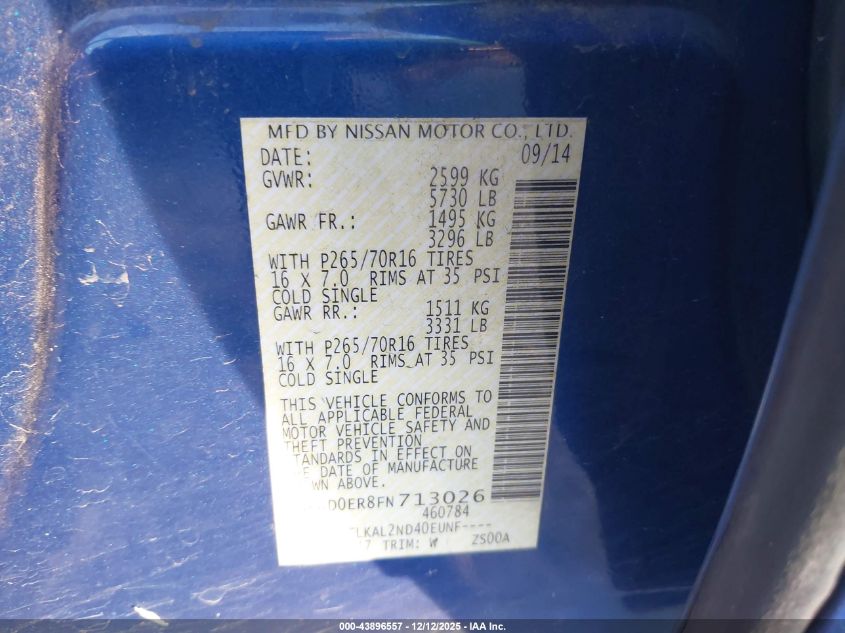 MFD BY NISSAN MOTOR CO., LTD.
DATE: 09/14
GVWR: 2599 KG
5730 LB
GAWR FR.: 1495 KG
3296 LB
WITH P265/70R16 TIRES
16 X 7.0 RIMS AT 35 PSI
COLD SINGLE
GAWR RR.: 1511 KG
3331 LB
WITH P265/70R16 TIRES
16 X 7.0 RIMS AT 35 PSI
COLD SINGLE
THIS VEHICLE CONFORMS TO
ALL APPLICABLE FEDERAL
MOTOR VEHICLE SAFETY AND
THEFT PREVENTION
STANDARDS IN EFFECT ON
DATE OF MANUFACTURE
WN ABOVE.
D0ER8FN713026
460784
LKAL2ND40EUNF----
7 TRIM: W ZS00A
000-43896557 - 12/12/2025 - IAA Inc.